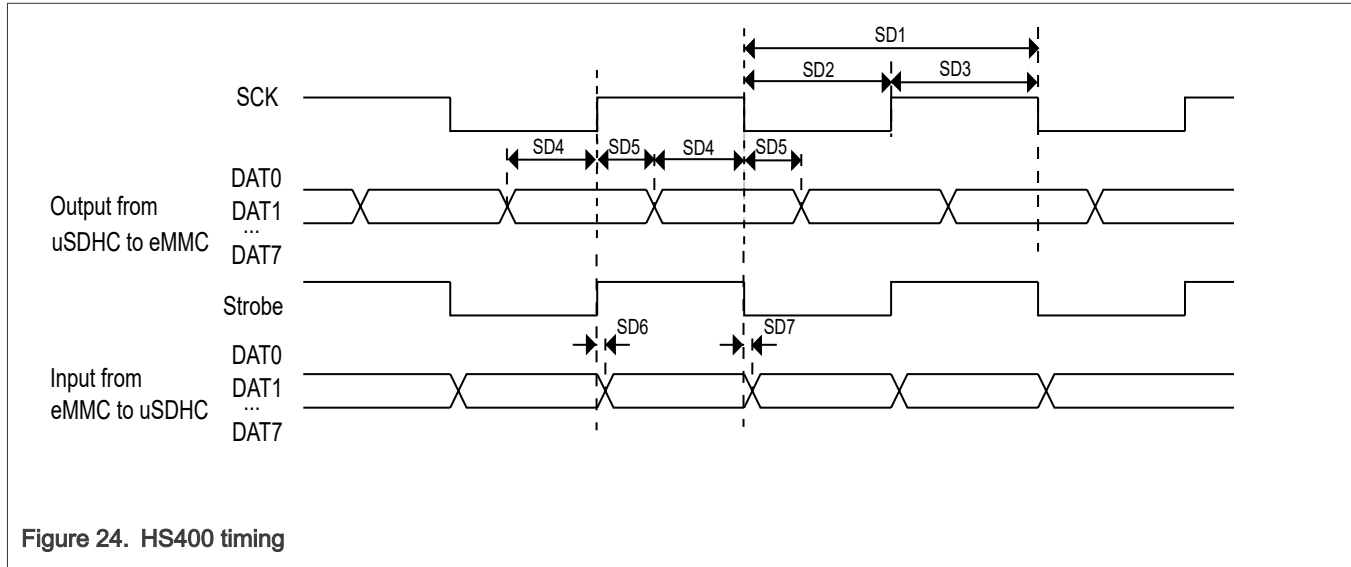 SD1
SD2 SD3
SCK
SD4 SD5 SD4 SD5
DAT0
Output from DAT1
...
uSDHC to eMMC DAT7
Strobe
SD6 SD7
DAT0
Input from DAT1
...
eMMC to uSDHC DAT7
Figure 24. HS400 timing